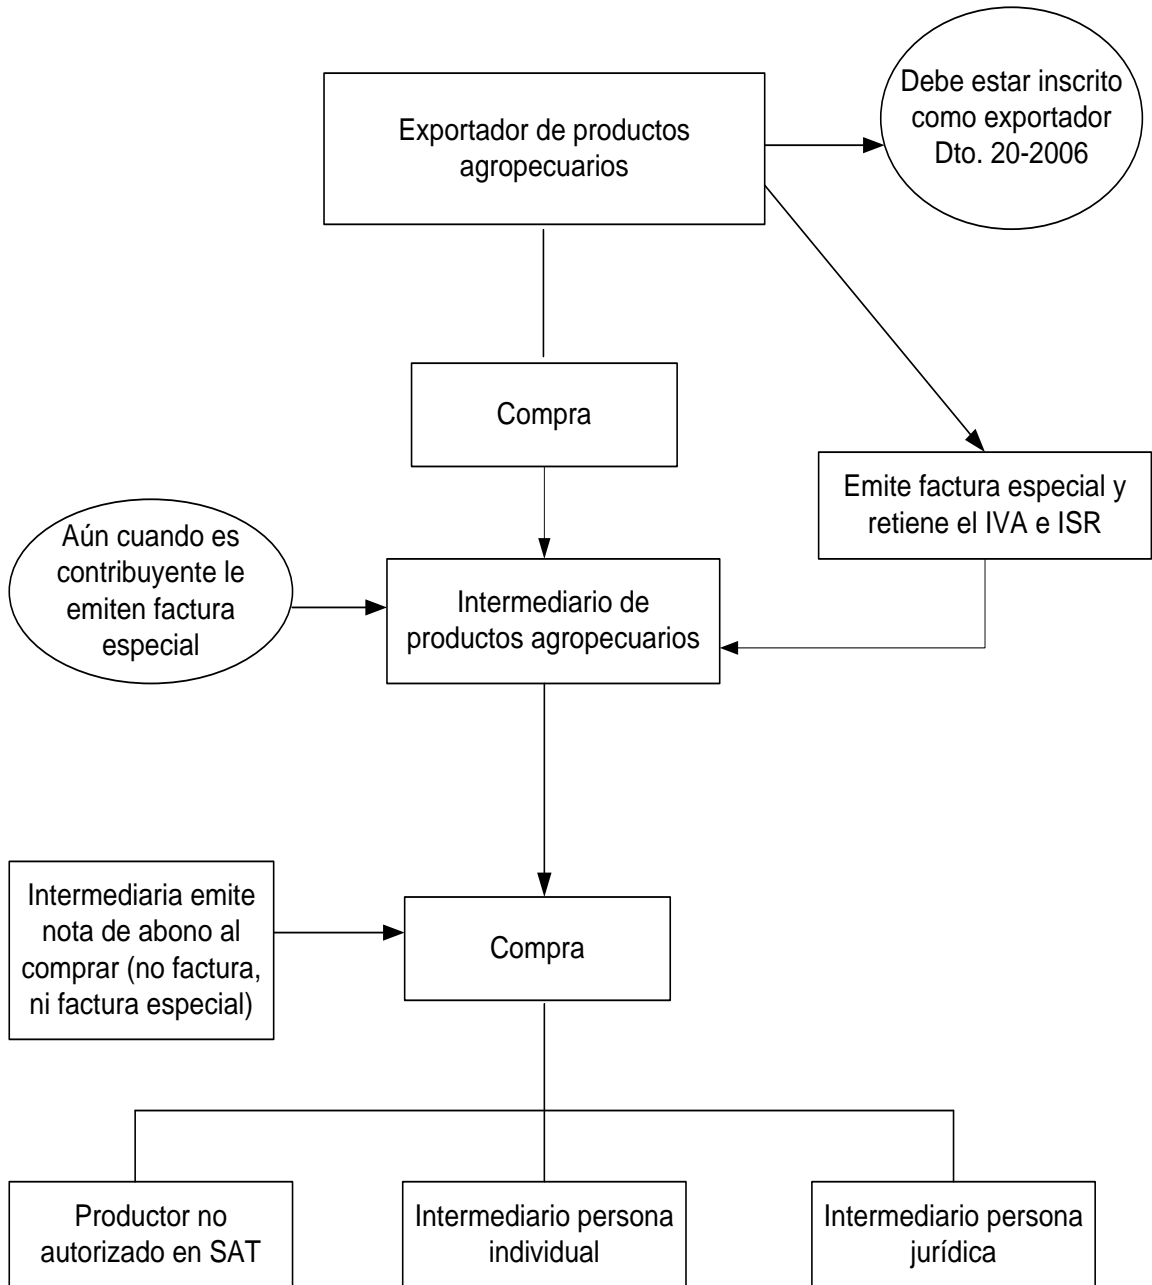 Exportador de productos
agropecuarios
Debe estar inscrito
como exportador
Dto. 20-2006
Compra
Emite factura especial y
retiene el IVA e ISR
Aún cuando es
contribuyente le
emiten factura
especial
Intermediario de
productos agropecuarios
Intermediaria emite
nota de abono al
comprar (no factura,
ni factura especial)
Compra
Productor no
autorizado en SAT
Intermediario persona
individual
Intermediario persona
jurídica